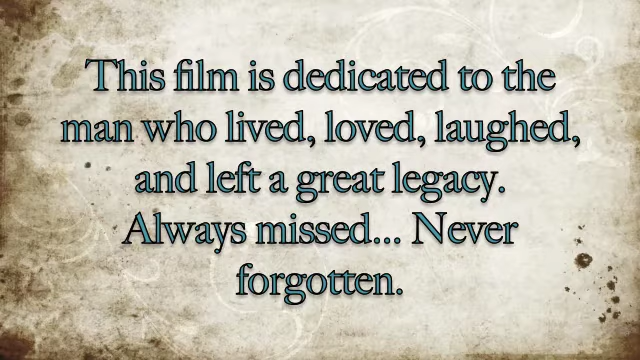 This film is dedicated to the
man who lived, loved, laughed,
and left a great legacy.
Always missed... Never
forgotten.